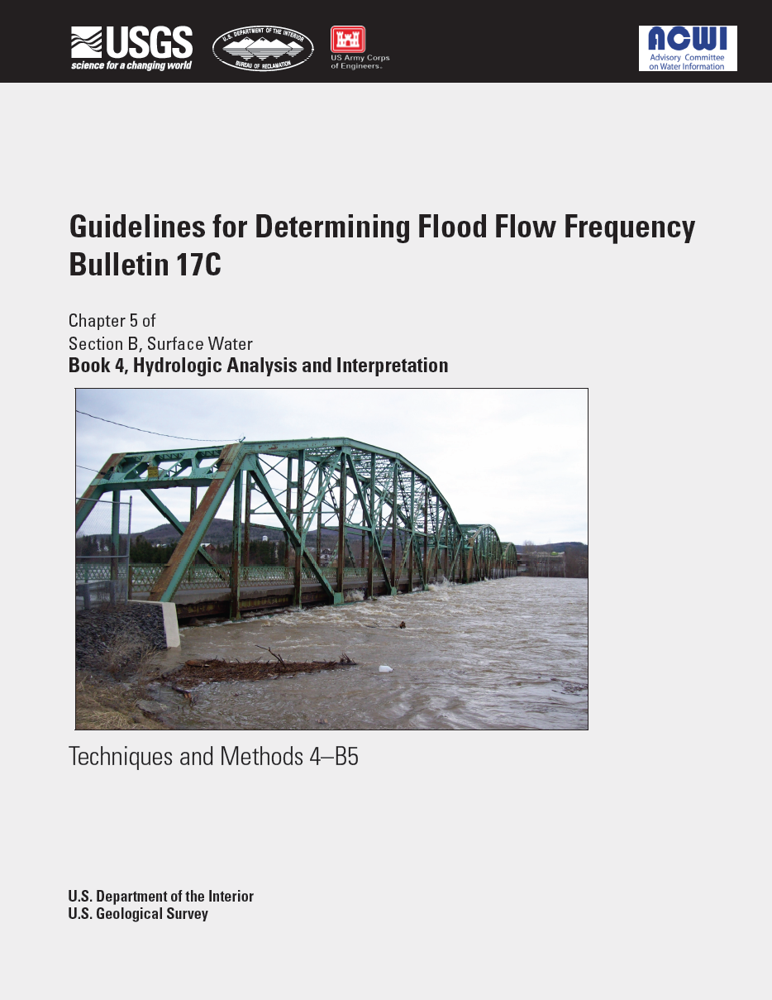 USGS
science for a changing world
U.S. DEPARTMENT OF THE INTERIOR
BUREAU OF RECLAMATION
US Army Corps
of Engineers.
ACWI
Advisory Committee
on Water Information
Guidelines for Determining Flood Flow Frequency
Bulletin 17C
Chapter 5 of
Section B, Surface Water
Book 4, Hydrologic Analysis and Interpretation
Techniques and Methods 4–B5
U.S. Department of the Interior
U.S. Geological Survey